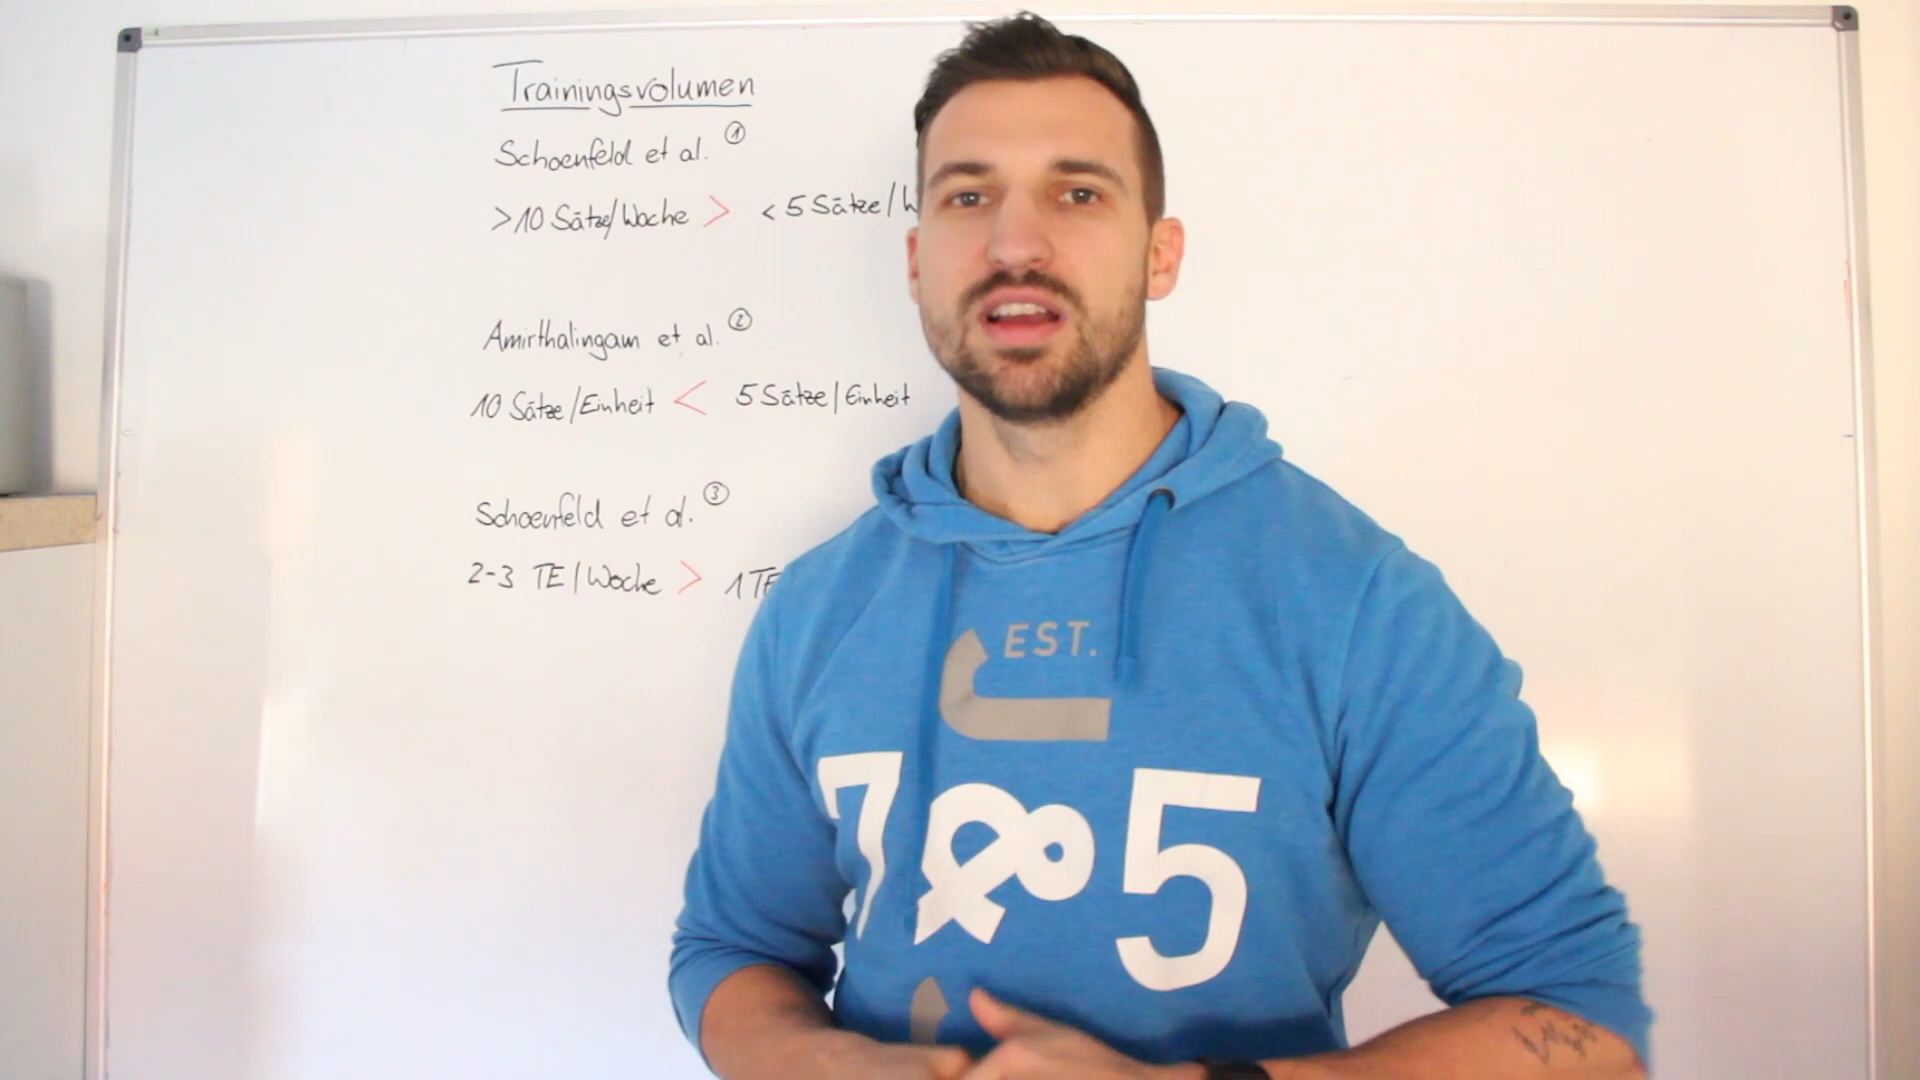 Trainingsvolumen
Schoenfeld et al. ①
>10 Sätze/Woche > <5 Sätze/W
Amirthalingam et al. ②
10 Sätze/Einheit < 5 Sätze/Einheit
Schoenfeld et al. ③
2-3 TE/Woche > 1 TE
EST.
7 5